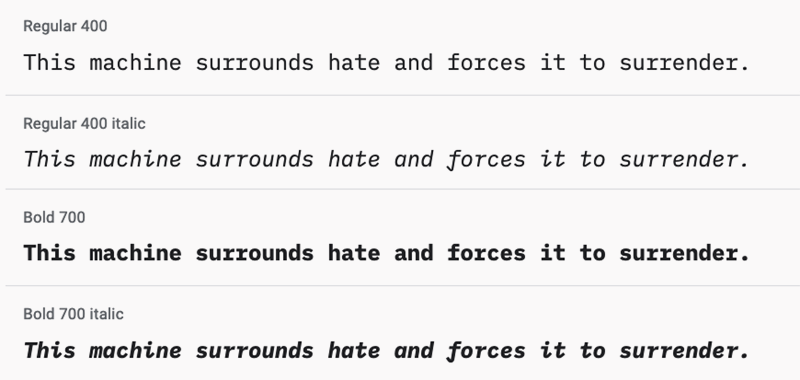 Regular 400
This machine surrounds hate and forces it to surrender.
Regular 400 italic
This machine surrounds hate and forces it to surrender.
Bold 700
This machine surrounds hate and forces it to surrender.
Bold 700 italic
This machine surrounds hate and forces it to surrender.